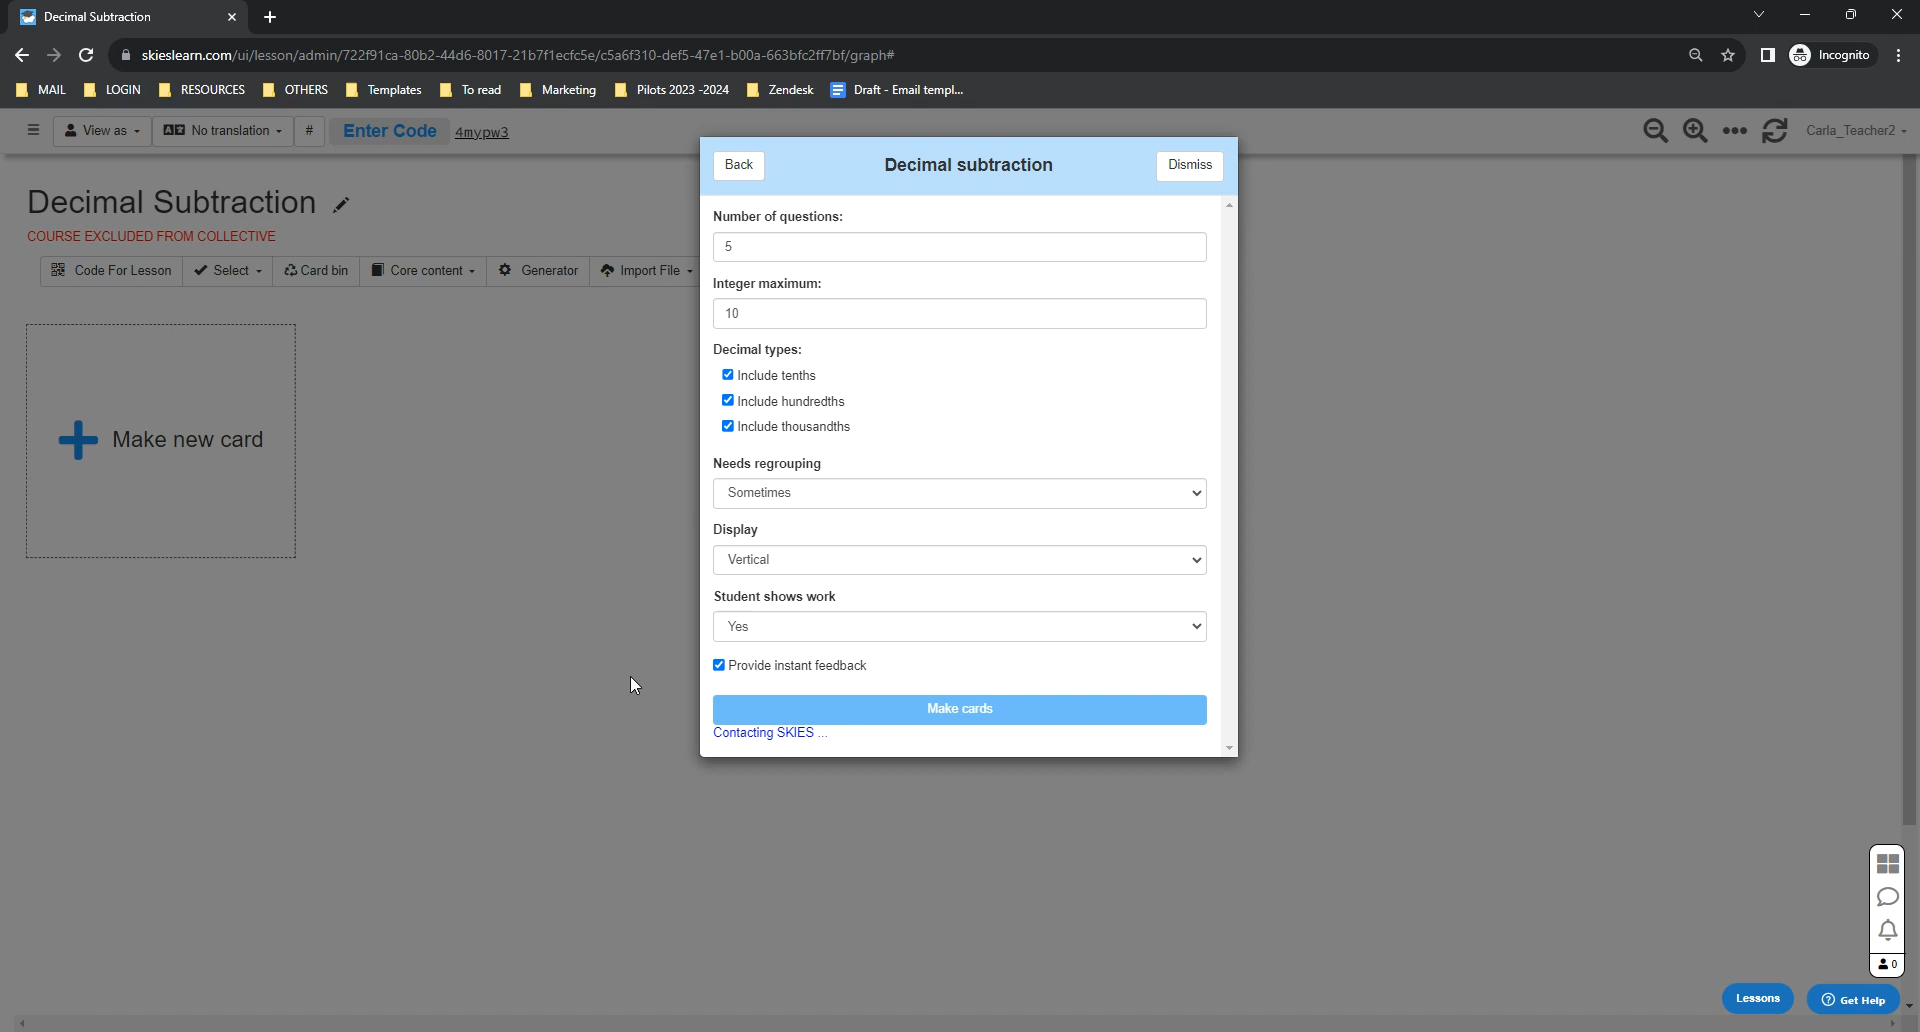 Decimal Subtraction
skieslearn.com/ui/lesson/admin/722f91ca-80b2-44d6-8017-21b7f1ecfc5e/c5a6f310-def5-47e1-b00a-663bfc2ff7bf/graph#
Incognito
MAIL LOGIN RESOURCES OTHERS Templates To read Marketing Pilots 2023 -2024 Zendesk Draft - Email templ...
View as No translation # Enter Code 4mypw3 Carla_Teacher2
Decimal Subtraction
COURSE EXCLUDED FROM COLLECTIVE
Code For Lesson Select Card bin Core content Generator Import File
Make new card
Back Decimal subtraction Dismiss
Number of questions:
5
Integer maximum:
10
Decimal types:
Include tenths
Include hundredths
Include thousandths
Needs regrouping
Sometimes
Display
Vertical
Student shows work
Yes
Provide instant feedback
Make cards
Contacting SKIES ...
0
Lessons Get Help